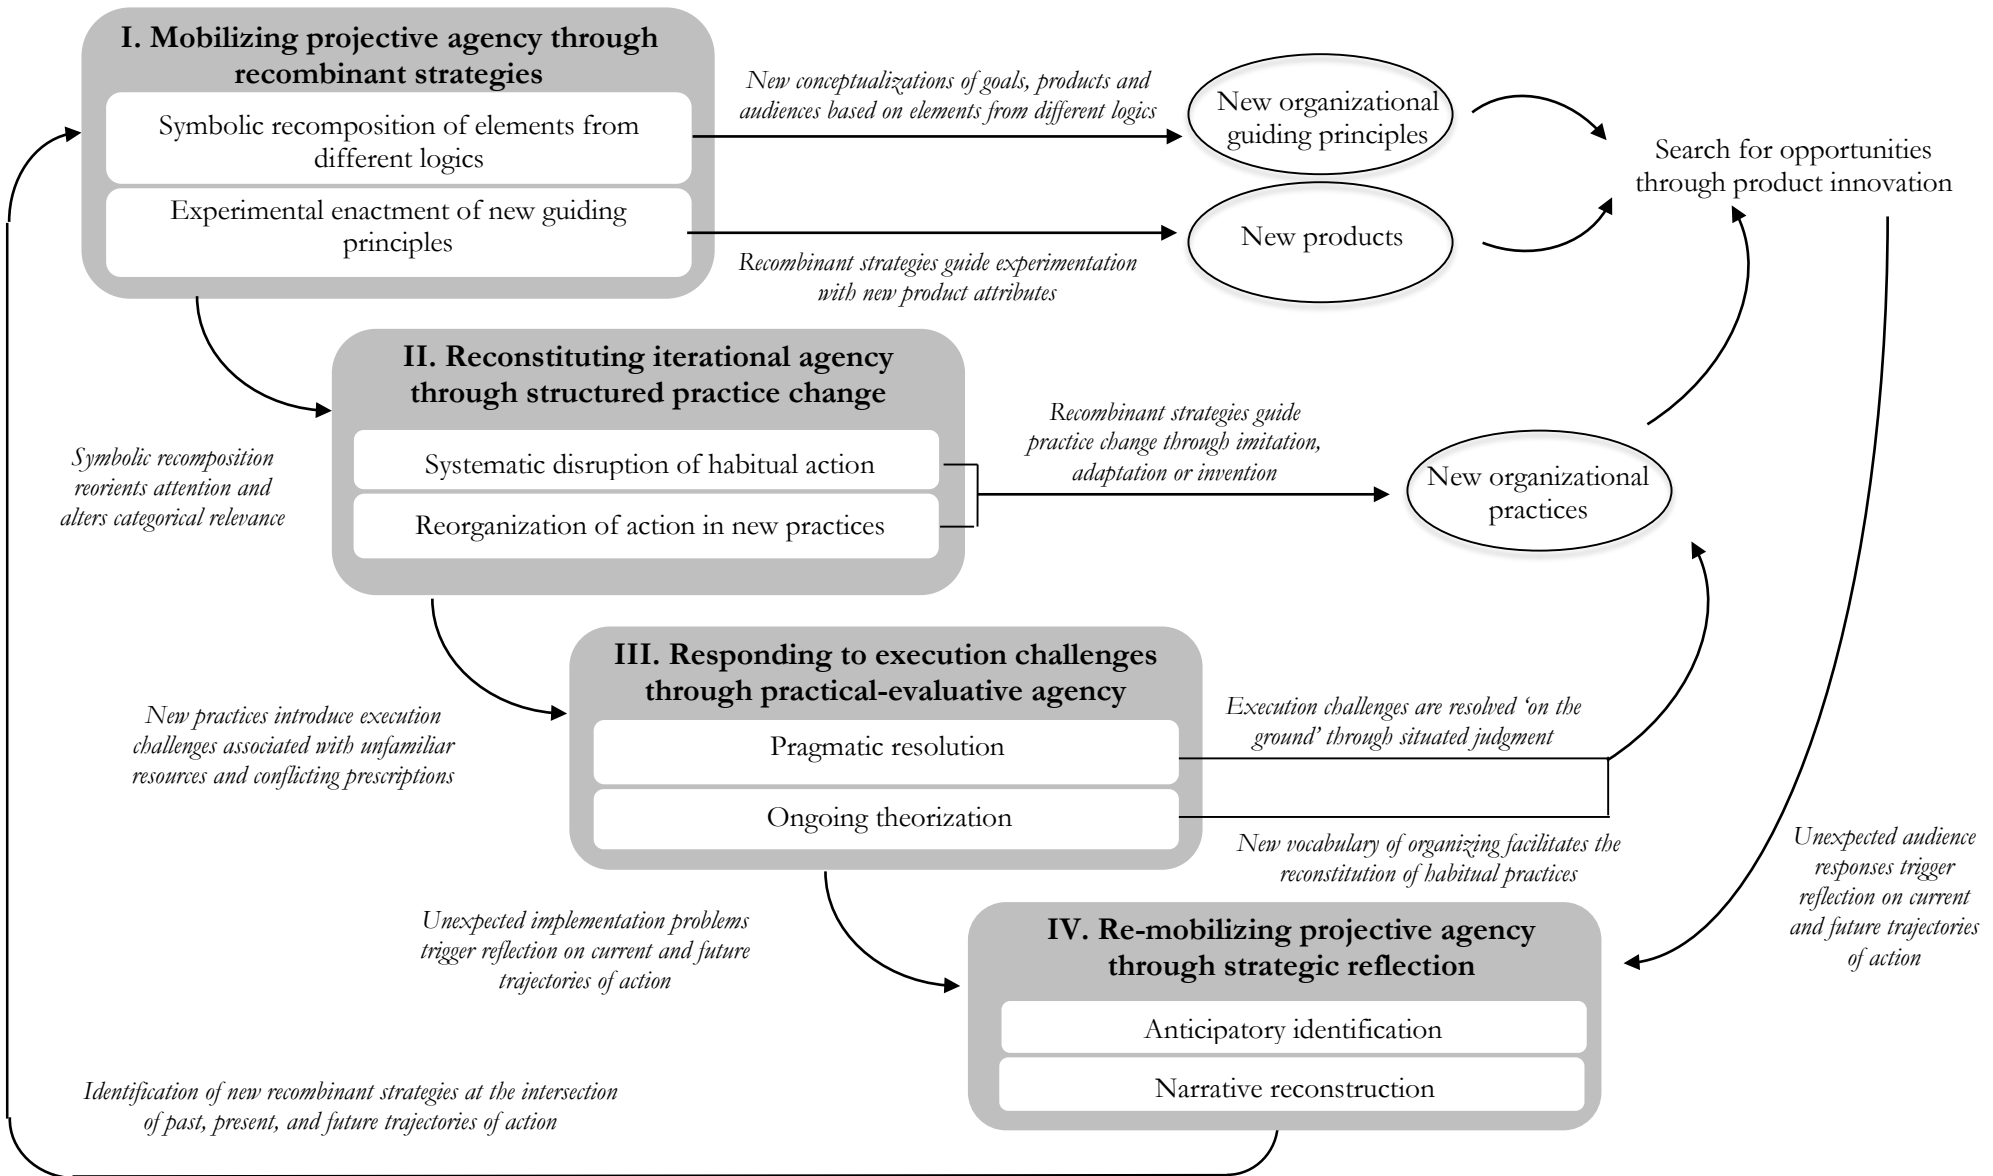 I. Mobilizing projective agency through
recombinant strategies
Symbolic recomposition of elements from
different logics
Experimental enactment of new guiding
principles
New conceptualizations of goals, products and
audiences based on elements from different logics
Recombinant strategies guide experimentation
with new product attributes
New organizational
guiding principles
New products
Search for opportunities
through product innovation
II. Reconstituting iterational agency
through structured practice change
Systematic disruption of habitual action
Reorganization of action in new practices
Symbolic recomposition
reorients attention and
alters categorical relevance
Recombinant strategies guide
practice change through imitation,
adaptation or invention
New organizational
practices
III. Responding to execution challenges
through practical-evaluative agency
Pragmatic resolution
Ongoing theorization
New practices introduce execution
challenges associated with unfamiliar
resources and conflicting prescriptions
Execution challenges are resolved ‘on the
ground’ through situated judgment
New vocabulary of organizing facilitates the
reconstitution of habitual practices
Unexpected audience
responses trigger
reflection on current
and future trajectories
of action
Unexpected implementation problems
trigger reflection on current and future
trajectories of action
IV. Re-mobilizing projective agency
through strategic reflection
Anticipatory identification
Narrative reconstruction
Identification of new recombinant strategies at the intersection
of past, present, and future trajectories of action